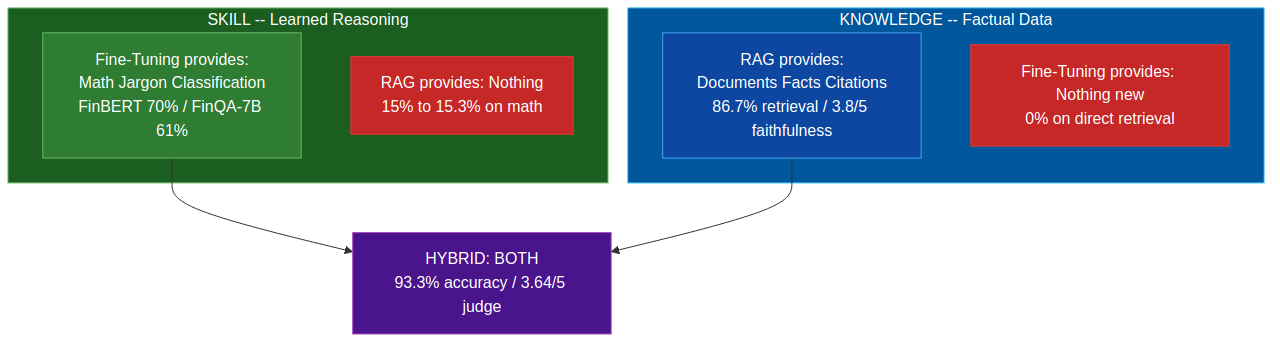 SKILL -- Learned Reasoning
Fine-Tuning provides:
Math Jargon Classification
FinBERT 70% / FinQA-7B
61%
RAG provides: Nothing
15% to 15.3% on math
KNOWLEDGE -- Factual Data
RAG provides:
Documents Facts Citations
86.7% retrieval / 3.8/5
faithfulness
Fine-Tuning provides:
Nothing new
0% on direct retrieval
HYBRID: BOTH
93.3% accuracy / 3.64/5
judge